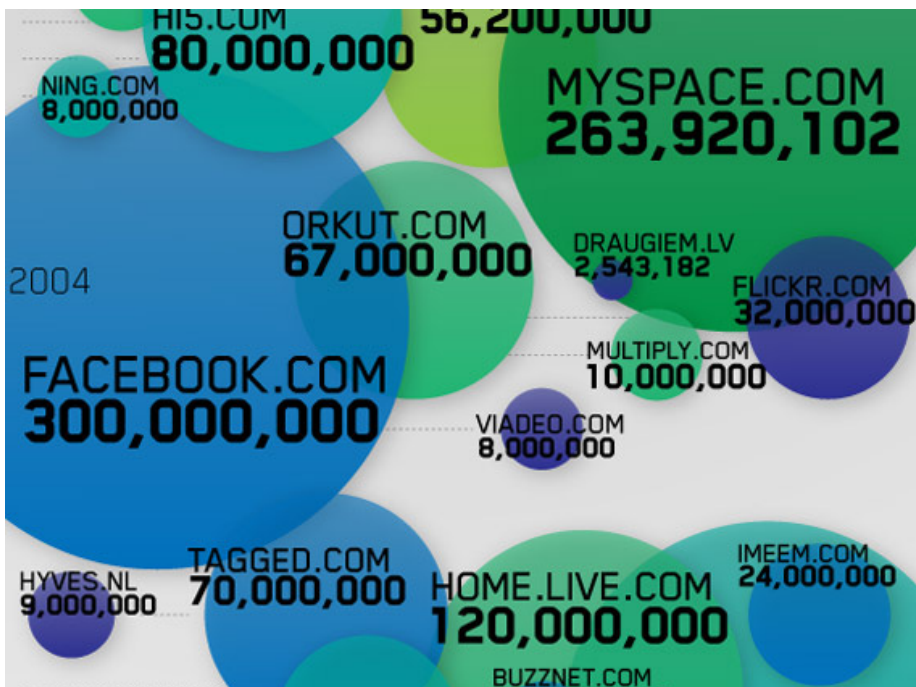 HI5.COM
80,000,000
56,200,000
MYSPACE.COM
263,920,102
NING.COM
8,000,000
ORKUT.COM
67,000,000
DRAUGIEM.LV
2,543,182
2004
FLICKR.COM
32,000,000
MULTIPLY.COM
10,000,000
FACEBOOK.COM
300,000,000
VIADEO.COM
8,000,000
HYVES.NL
9,000,000
TAGGED.COM
70,000,000
HOME.LIVE.COM
120,000,000
IMEEM.COM
24,000,000
BUZZNET.COM